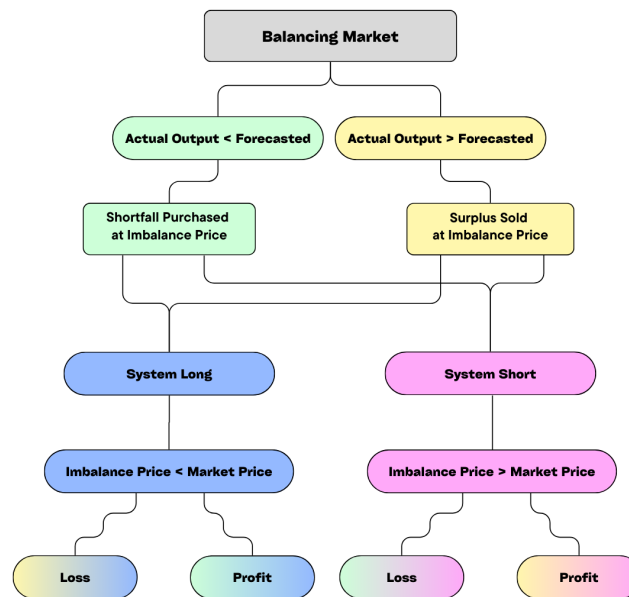 Balancing Market
Actual Output < Forecasted
Actual Output > Forecasted
Shortfall Purchased
at Imbalance Price
Surplus Sold
at Imbalance Price
System Long
System Short
Imbalance Price < Market Price
Imbalance Price > Market Price
Loss
Profit
Loss
Profit